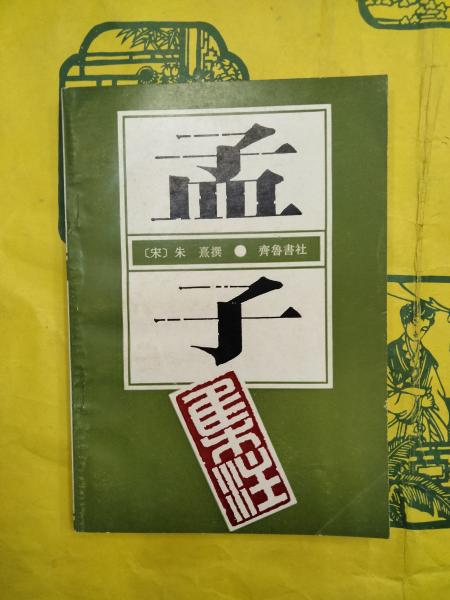 孟
〔宋〕朱熹撰 ● 齊魯書社
子
集注